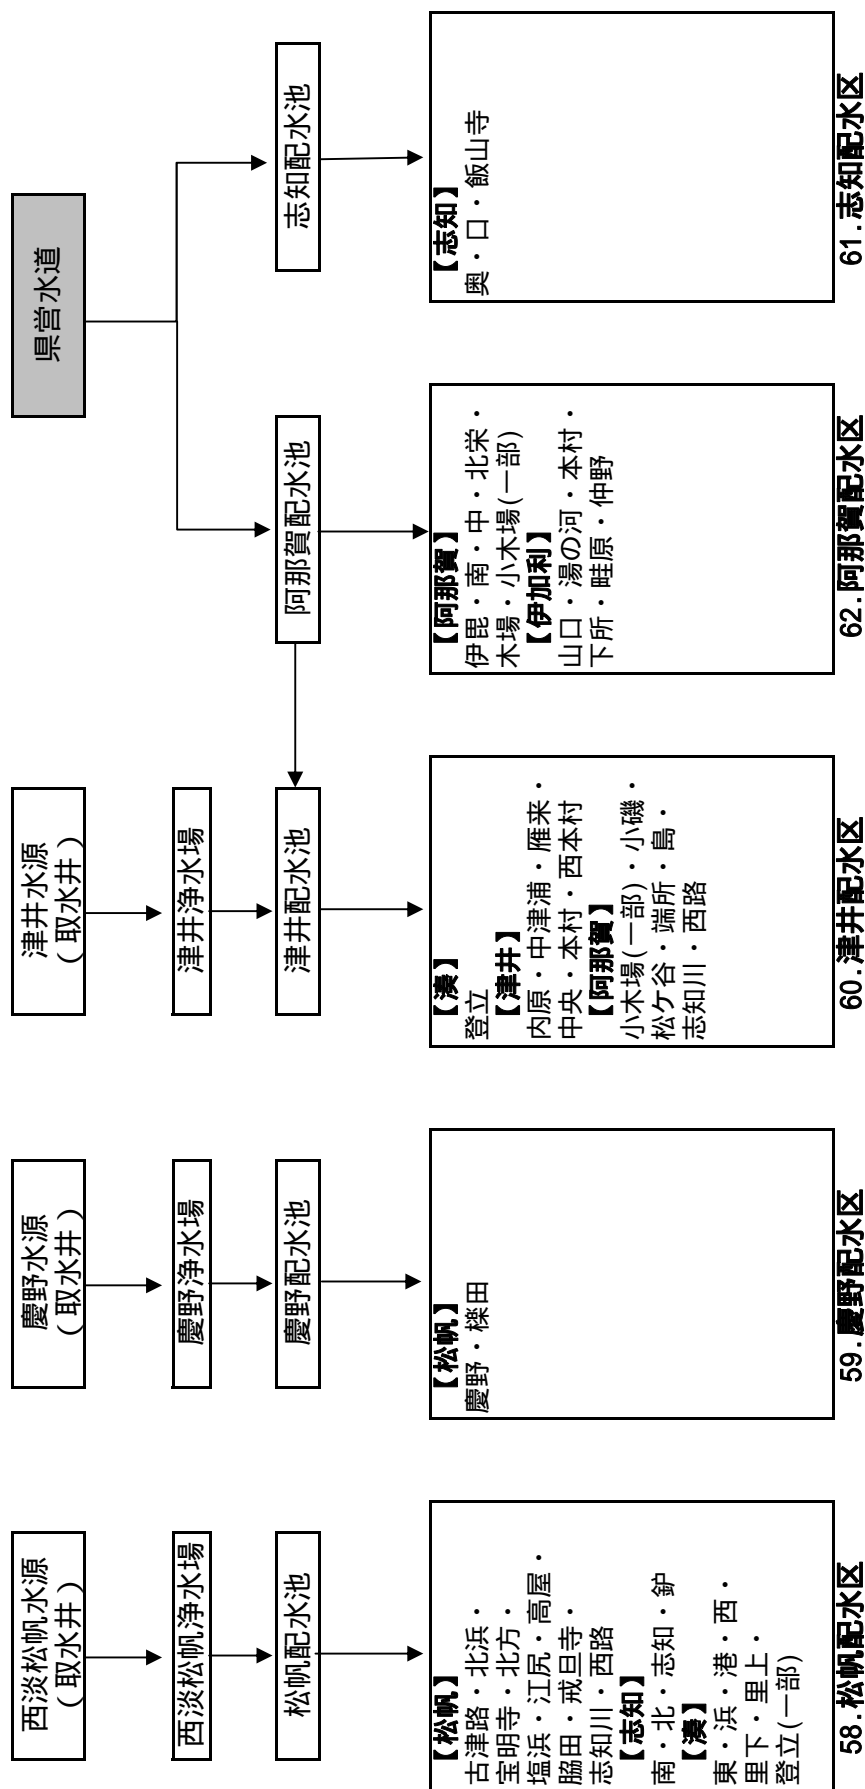 西淡松帆水源
(取水井)
西淡松帆浄水場
松帆配水池
【松帆】
古津路・北浜・
宝明寺・北方・
塩浜・江尻・高屋・
脇田・戒旦寺・
志知川・西路
【志知】
南・北・志知・鈩
【湊】
東・浜・港・西・
里下・里上・
登立(一部)
58.松帆配水区
慶野水源
(取水井)
慶野浄水場
慶野配水池
【松帆】
慶野・櫟田
59.慶野配水区
津井水源
(取水井)
津井浄水場
津井配水池
【湊】
登立
【津井】
内原・中津浦・雁来・
中央・本村・西本村
【阿那賀】
小木場(一部)・小磯・
松ケ谷・端所・島・
志知川・西路
60.津井配水区
県営水道
阿那賀配水池
【阿那賀】
伊毘・南・中・北栄・
木場・小木場(一部)
【伊加利】
山口・湯の河・本村・
下所・畦原・仲野
62.阿那賀配水区
志知配水池
【志知】
奥・口・飯山寺
61.志知配水区